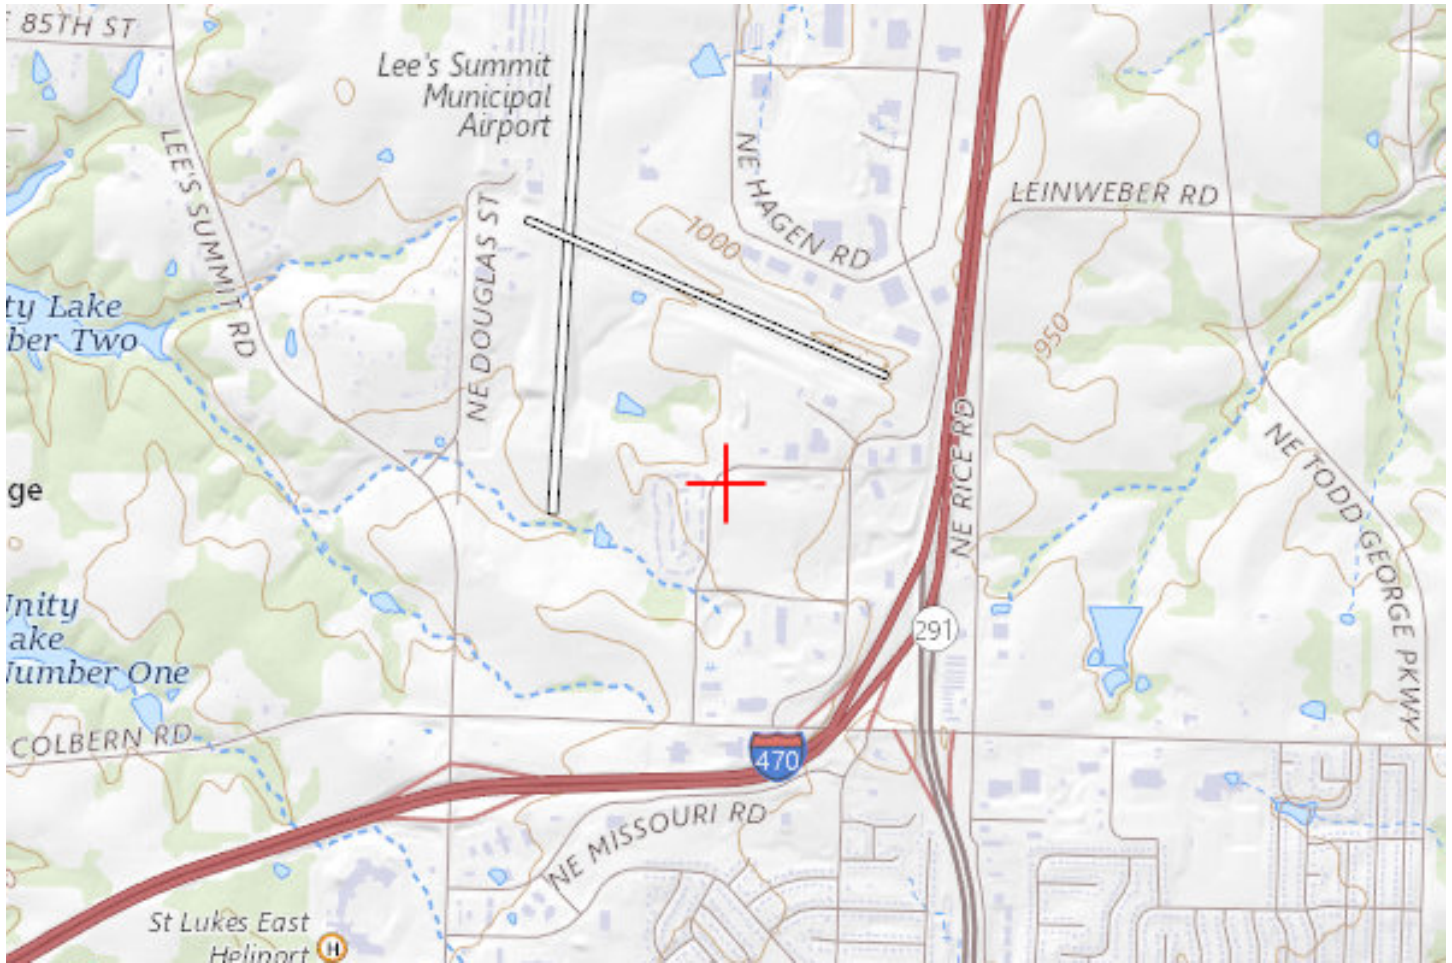 85TH ST
Lee's Summit
Municipal
Airport
LEE'S SUMMIT RD
NE HAGEN RD
LEINWEBER RD
NE DOUGLAS ST
1000
ty Lake
ber Two
950
NE RICE RD
NE TODD GEORGE PKWY
ge
Unity
ake
Number One
291
COLBERN RD
470
NE MISSOURI RD
St Lukes East
Heliport
H